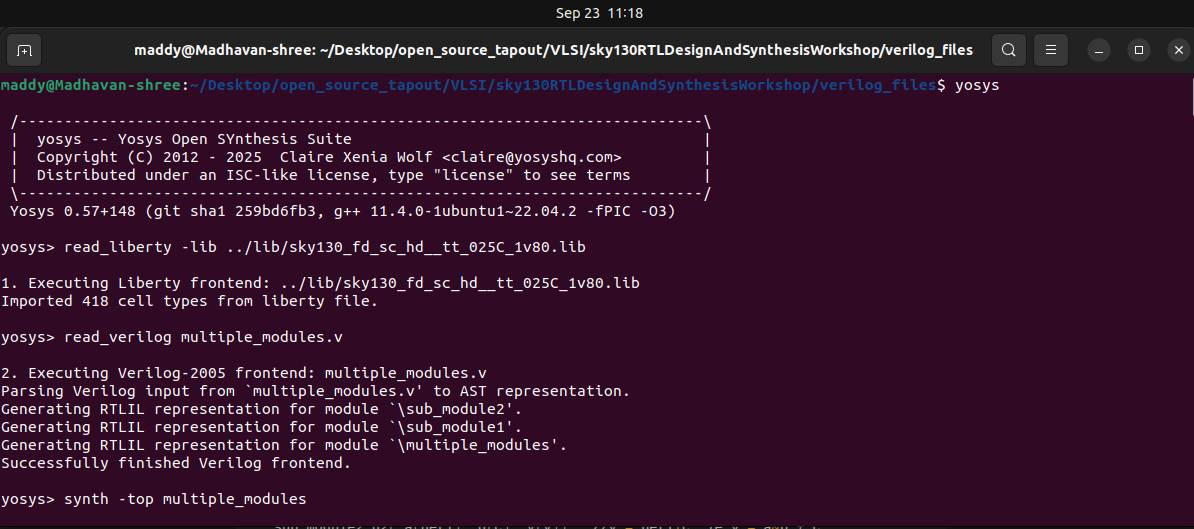 Sep 23 11:18
maddy@Madhavan-shree: ~/Desktop/open_source_tapout/VLSI/sky130RTLDesignAndSynthesisWorkshop/verilog_files
maddy@Madhavan-shree:~/Desktop/open_source_tapout/VLSI/sky130RTLDesignAndSynthesisWorkshop/verilog_files$ yosys
/----------------------------------------------------------------------------\
|  yosys -- Yosys Open SYnthesis Suite                                       |
|  Copyright (C) 2012 - 2025  Claire Xenia Wolf <claire@yosyshq.com>         |
|  Distributed under an ISC-like license, type "license" to see terms        |
\----------------------------------------------------------------------------/
Yosys 0.57+148 (git sha1 259bd6fb3, g++ 11.4.0-1ubuntu1~22.04.2 -fPIC -O3)
yosys> read_liberty -lib ../lib/sky130_fd_sc_hd__tt_025C_1v80.lib
1. Executing Liberty frontend: ../lib/sky130_fd_sc_hd__tt_025C_1v80.lib
Imported 418 cell types from liberty file.
yosys> read_verilog multiple_modules.v
2. Executing Verilog-2005 frontend: multiple_modules.v
Parsing Verilog input from `multiple_modules.v' to AST representation.
Generating RTLIL representation for module `\sub_module2'.
Generating RTLIL representation for module `\sub_module1'.
Generating RTLIL representation for module `\multiple_modules'.
Successfully finished Verilog frontend.
yosys> synth -top multiple_modules